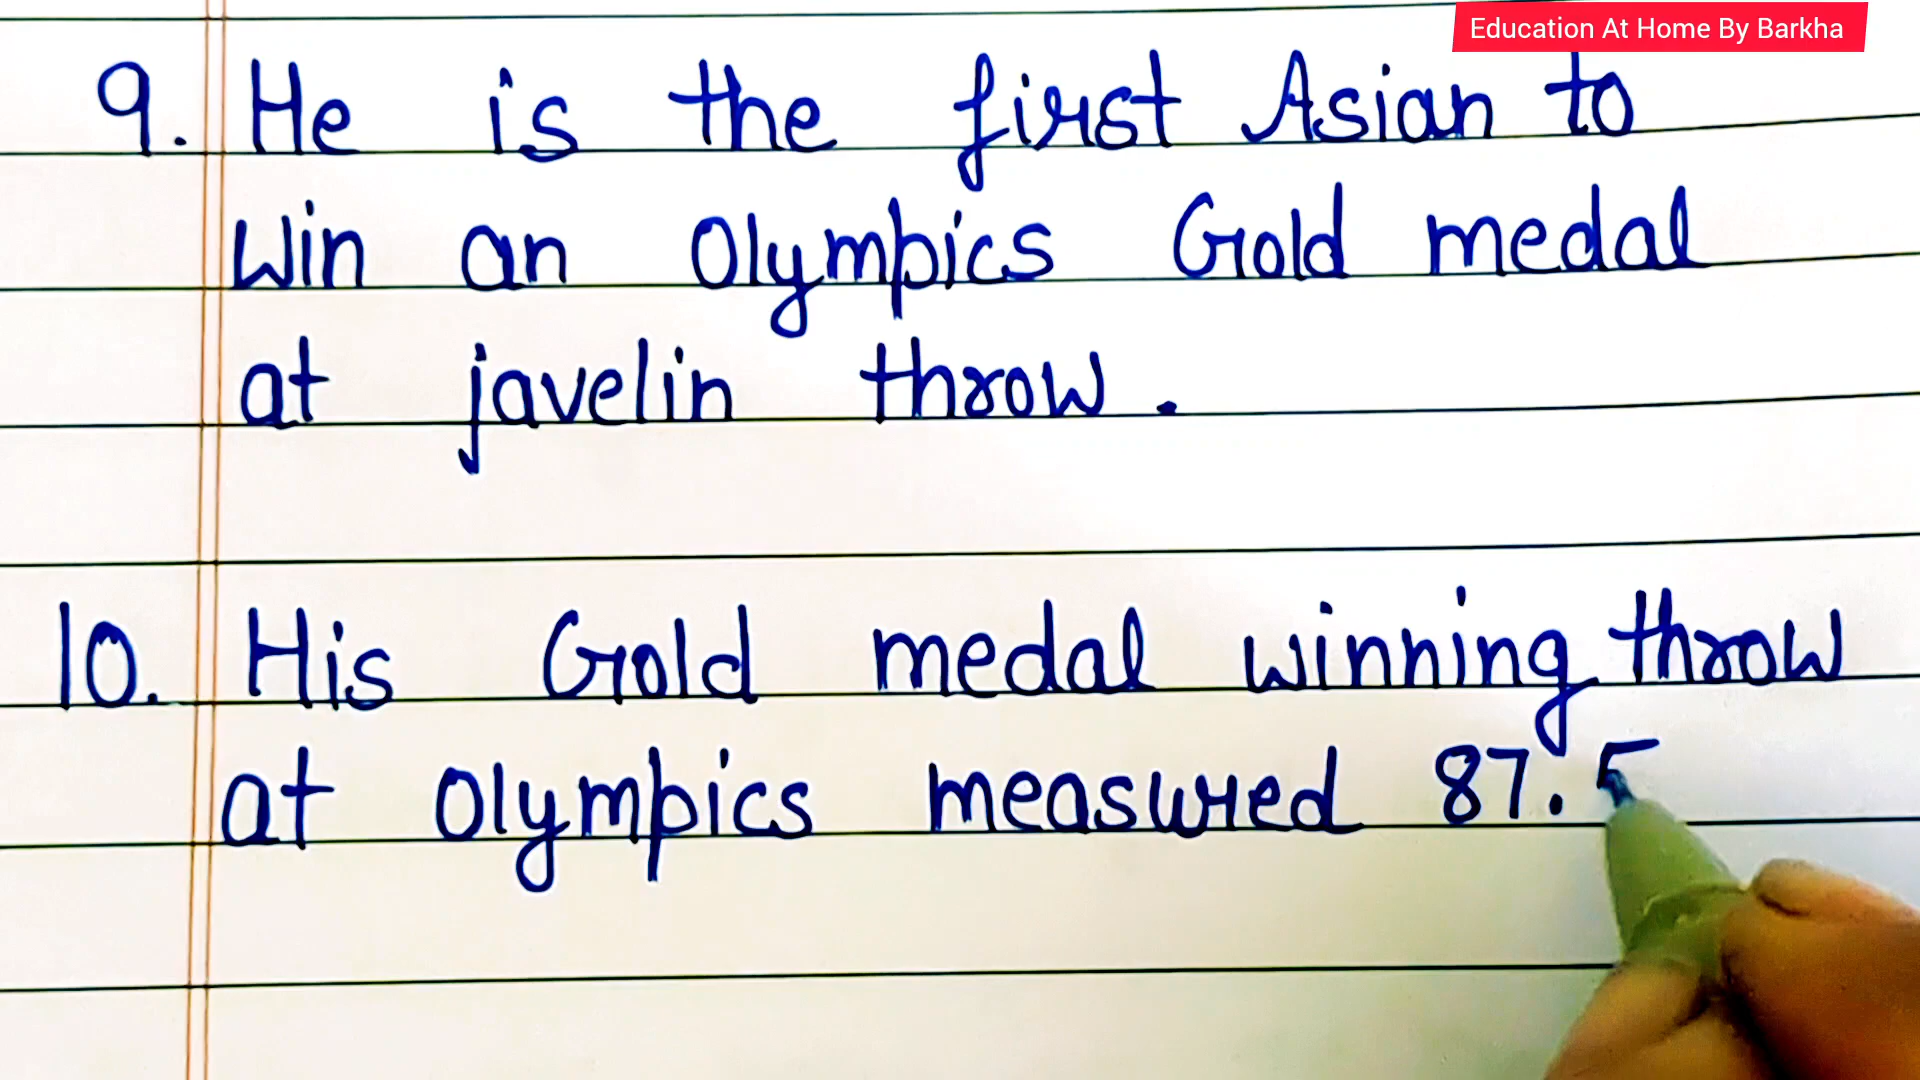 Education At Home By Barkha
9. He is the first Asian to
Win an Olympics Gold medal
at javelin throw.
10. His Gold medal winning throw
at Olympics measured 87.5